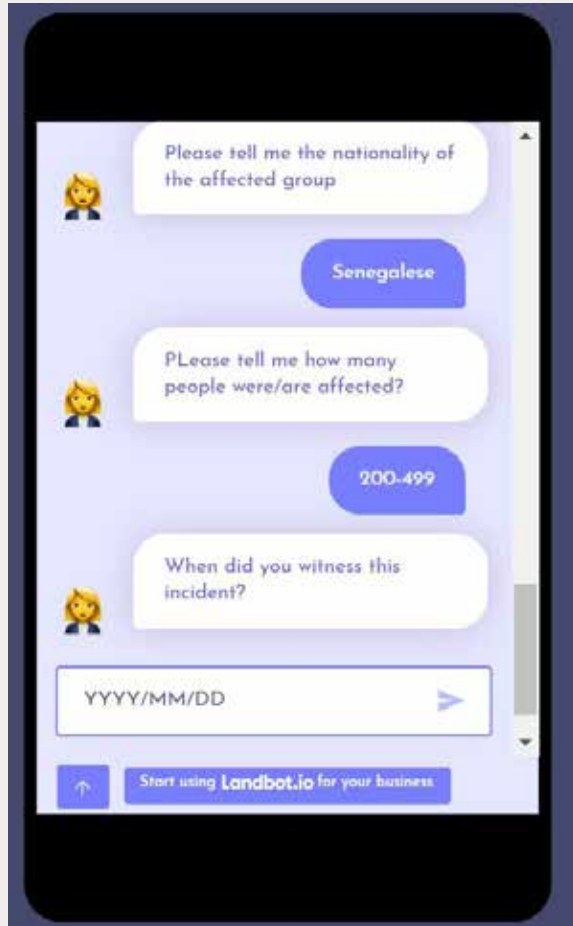 Please tell me the nationality of
the affected group
Senegalese
PLease tell me how many
people were/are affected?
200-499
When did you witness this
incident?
YYYY/MM/DD
Start using Landbot.io for your business